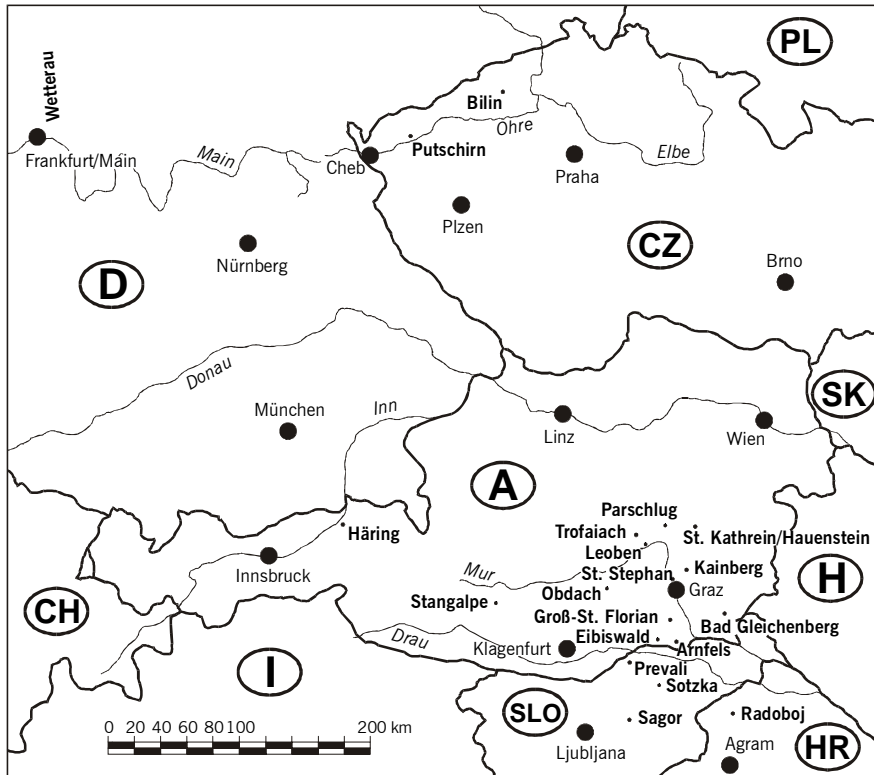 PL
Wetterau
Bilin
Ohre
Main
Frankfurt/Main
Cheb
Putschirn
Praha
Elbe
Plzen
CZ
Nürnberg
D
Brno
Donau
SK
München
Inn
Linz
Wien
A
Parschlug
Häring
Trofaiach
St. Kathrein/Hauenstein
Leoben
Innsbruck
Mur
St. Stephan
Kainberg
H
Obdach
Graz
CH
Stangalpe
Groß-St. Florian
Bad Gleichenberg
Drau
Klagenfurt
Eibiswald
Arnfels
I
Prevali
Sotzka
SLO
Sagor
Radoboj
0 20 40 60 80 100 200 km
Ljubljana
Agram
HR